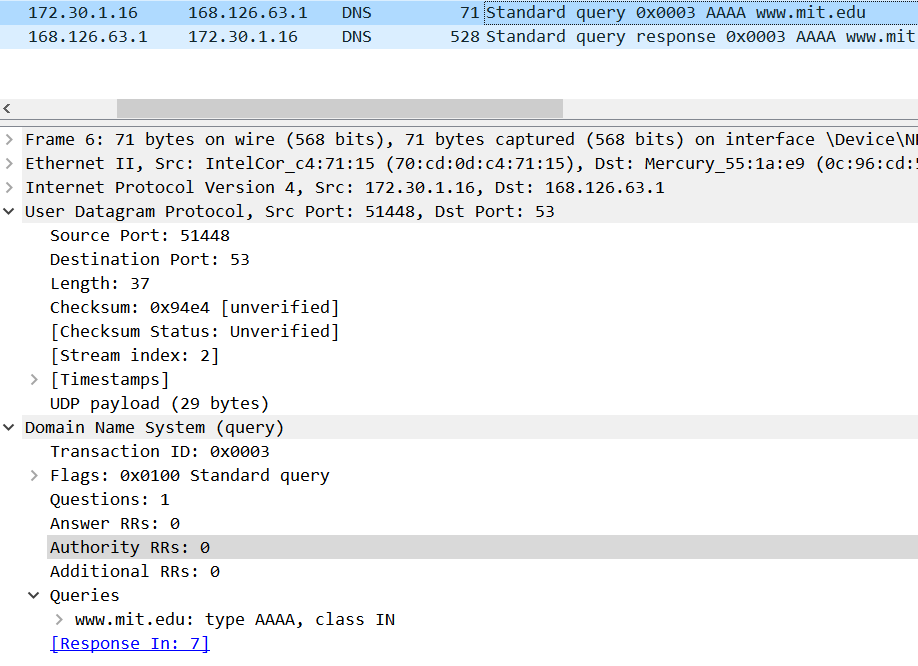 172.30.1.16 168.126.63.1 DNS 71 Standard query 0x0003 AAAA www.mit.edu
168.126.63.1 172.30.1.16 DNS 528 Standard query response 0x0003 AAAA www.mit
Frame 6: 71 bytes on wire (568 bits), 71 bytes captured (568 bits) on interface \Device\N
Ethernet II, Src: IntelCor_c4:71:15 (70:cd:0d:c4:71:15), Dst: Mercury_55:1a:e9 (0c:96:cd:5
Internet Protocol Version 4, Src: 172.30.1.16, Dst: 168.126.63.1
User Datagram Protocol, Src Port: 51448, Dst Port: 53
Source Port: 51448
Destination Port: 53
Length: 37
Checksum: 0x94e4 [unverified]
[Checksum Status: Unverified]
[Stream index: 2]
[Timestamps]
UDP payload (29 bytes)
Domain Name System (query)
Transaction ID: 0x0003
Flags: 0x0100 Standard query
Questions: 1
Answer RRs: 0
Authority RRs: 0
Additional RRs: 0
Queries
www.mit.edu: type AAAA, class IN
[Response In: 7]